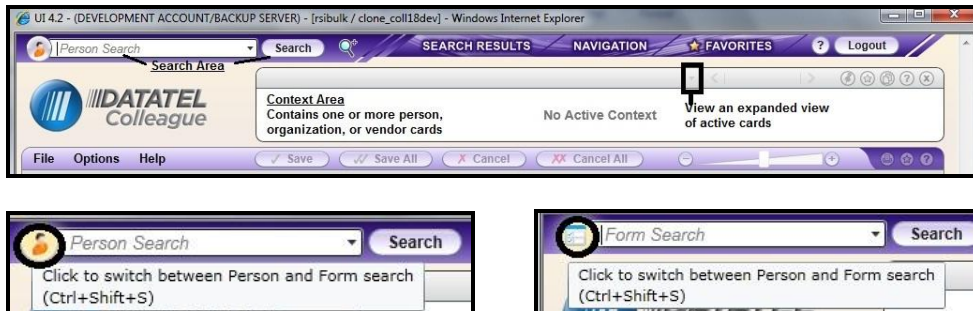 UI 4.2 - (DEVELOPMENT ACCOUNT/BACKUP SERVER) - [rsibulk / clone_coll18dev] - Windows Internet Explorer
Person Search Search SEARCH RESULTS NAVIGATION FAVORITES ? Logout
Search Area
DATATEL
Colleague
Context Area
Contains one or more person,
organization, or vendor cards
No Active Context
View an expanded view
of active cards
File Options Help Save Save All Cancel Cancel All
Person Search Search
Click to switch between Person and Form search
(Ctrl+Shift+S)
Form Search Search
Click to switch between Person and Form search
(Ctrl+Shift+S)